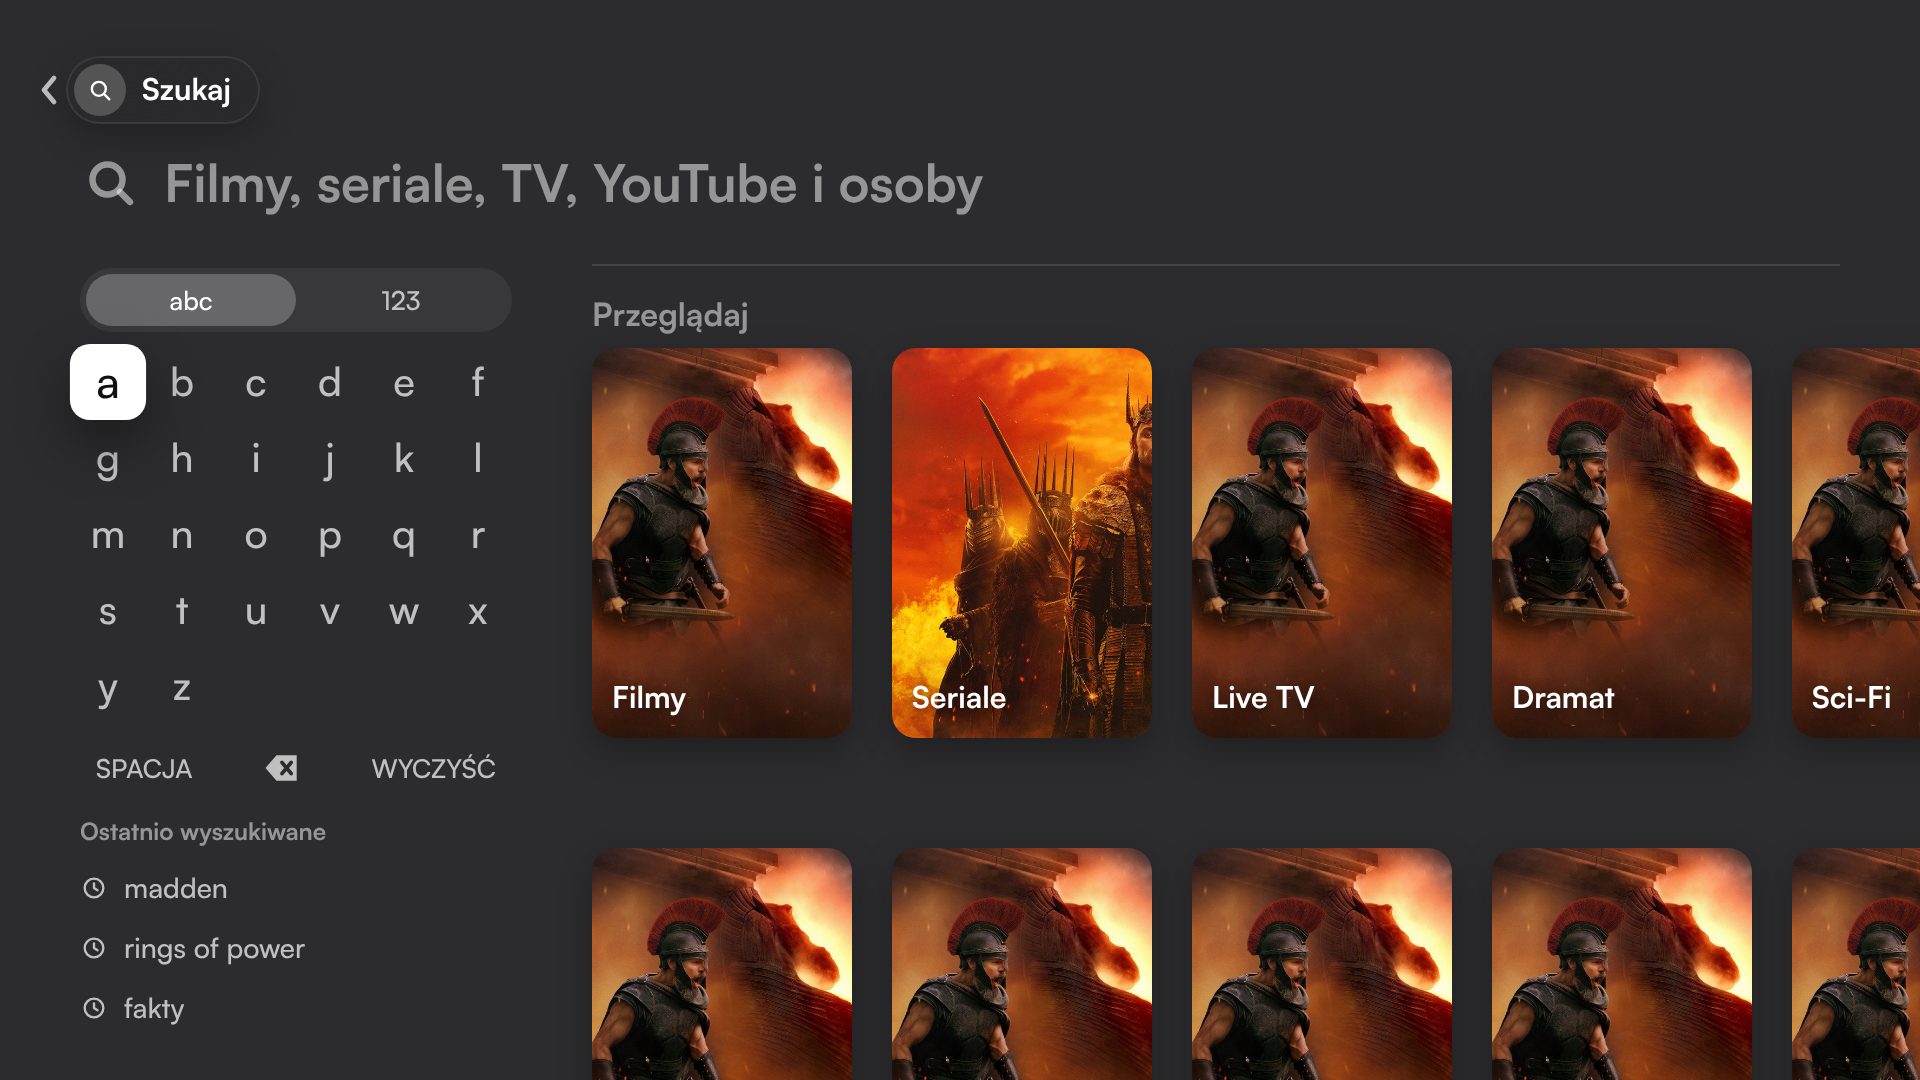 Szukaj
Filmy, seriale, TV, YouTube i osoby
abc 123
a b c d e f
g h i j k l
m n o p q r
s t u v w x
y z
SPACJA WYCZYŚĆ
Ostatnio wyszukiwane
madden
rings of power
fakty
Przeglądaj
Filmy
Seriale
Live TV
Dramat
Sci-Fi